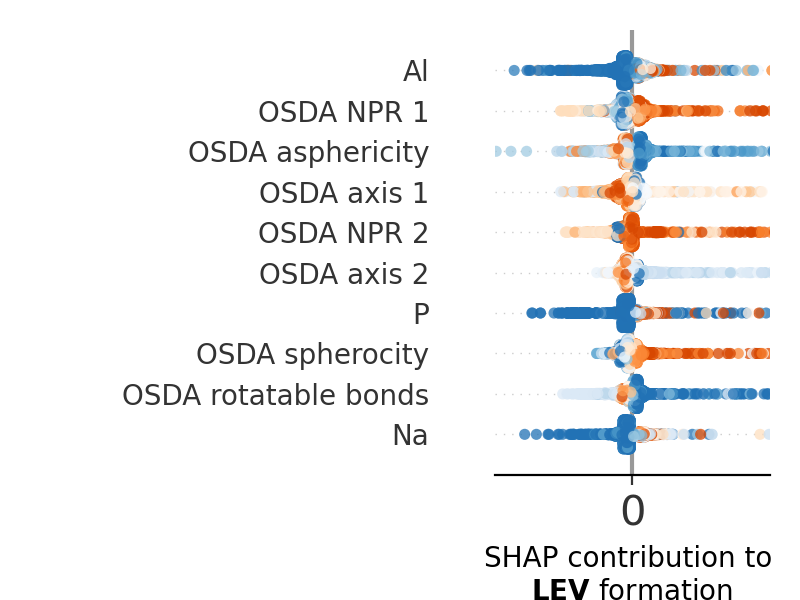 Al
OSDA NPR 1
OSDA asphericity
OSDA axis 1
OSDA NPR 2
OSDA axis 2
P
OSDA spherocity
OSDA rotatable bonds
Na
0
SHAP contribution to
LEV formation